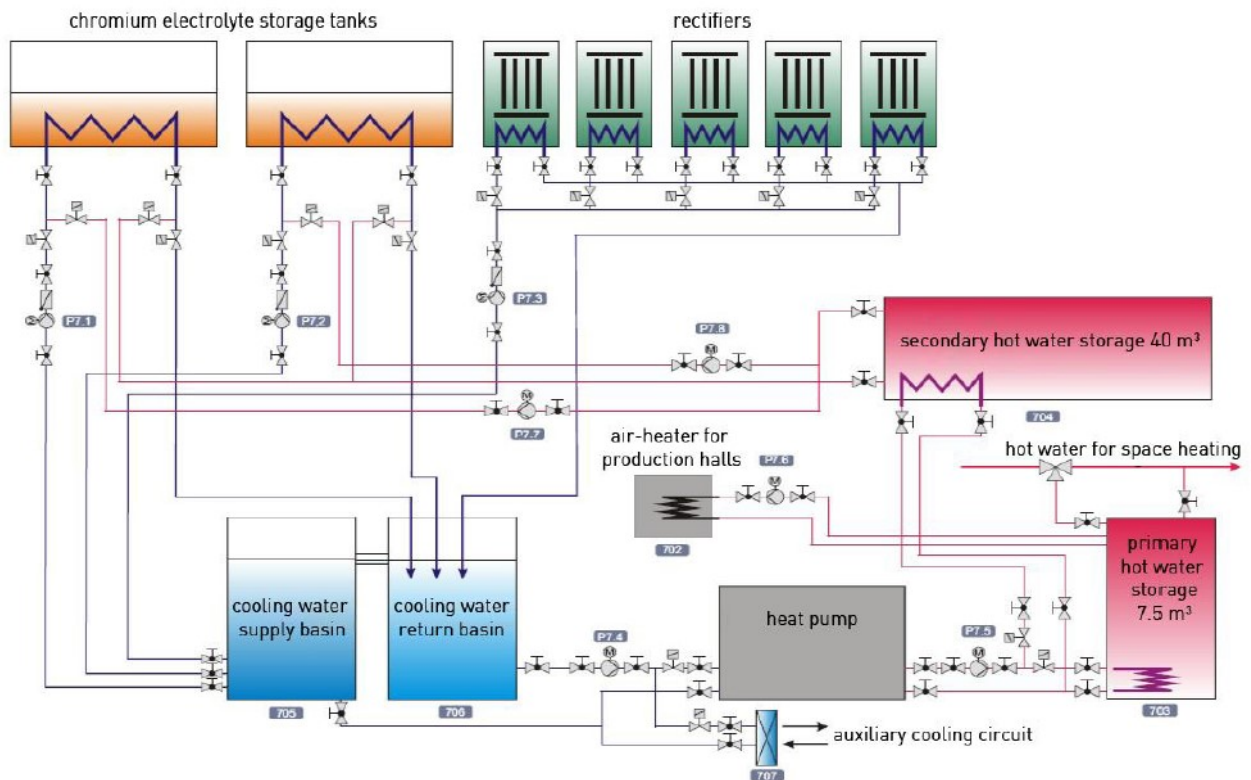 chromium electrolyte storage tanks
rectifiers
P7.1
P7.2
P7.3
P7.8
secondary hot water storage 40 m³
P7.7
704
air-heater for
production halls
P7.6
hot water for space heating
702
primary
hot water
storage
7.5 m³
cooling water
supply basin
cooling water
return basin
heat pump
P7.4
P7.5
705
706
703
auxiliary cooling circuit
707